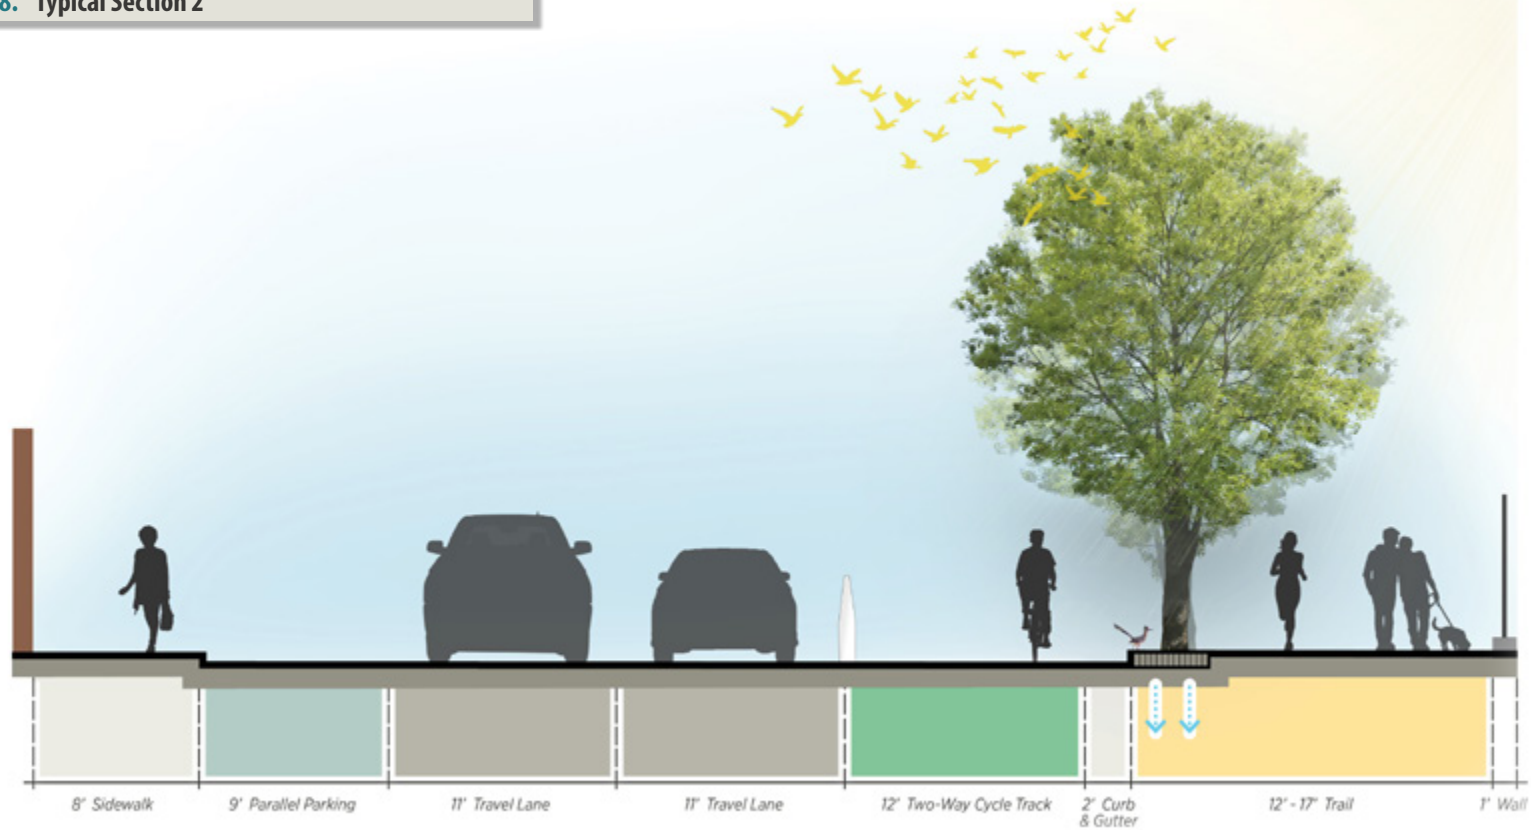 8. Typical Section 2
8' Sidewalk
9' Parallel Parking
11' Travel Lane
11' Travel Lane
12' Two-Way Cycle Track
2' Curb
& Gutter
12' - 17' Trail
1' Wall